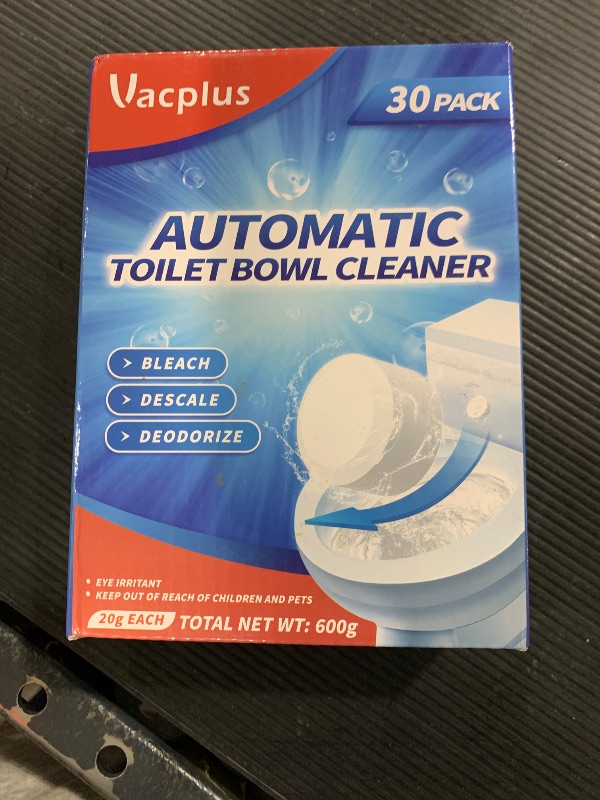 Vacplus
30 PACK
AUTOMATIC
TOILET BOWL CLEANER
> BLEACH
> DESCALE
> DEODORIZE
• EYE IRRITANT
• KEEP OUT OF REACH OF CHILDREN AND PETS
20g EACH TOTAL NET WT: 600g